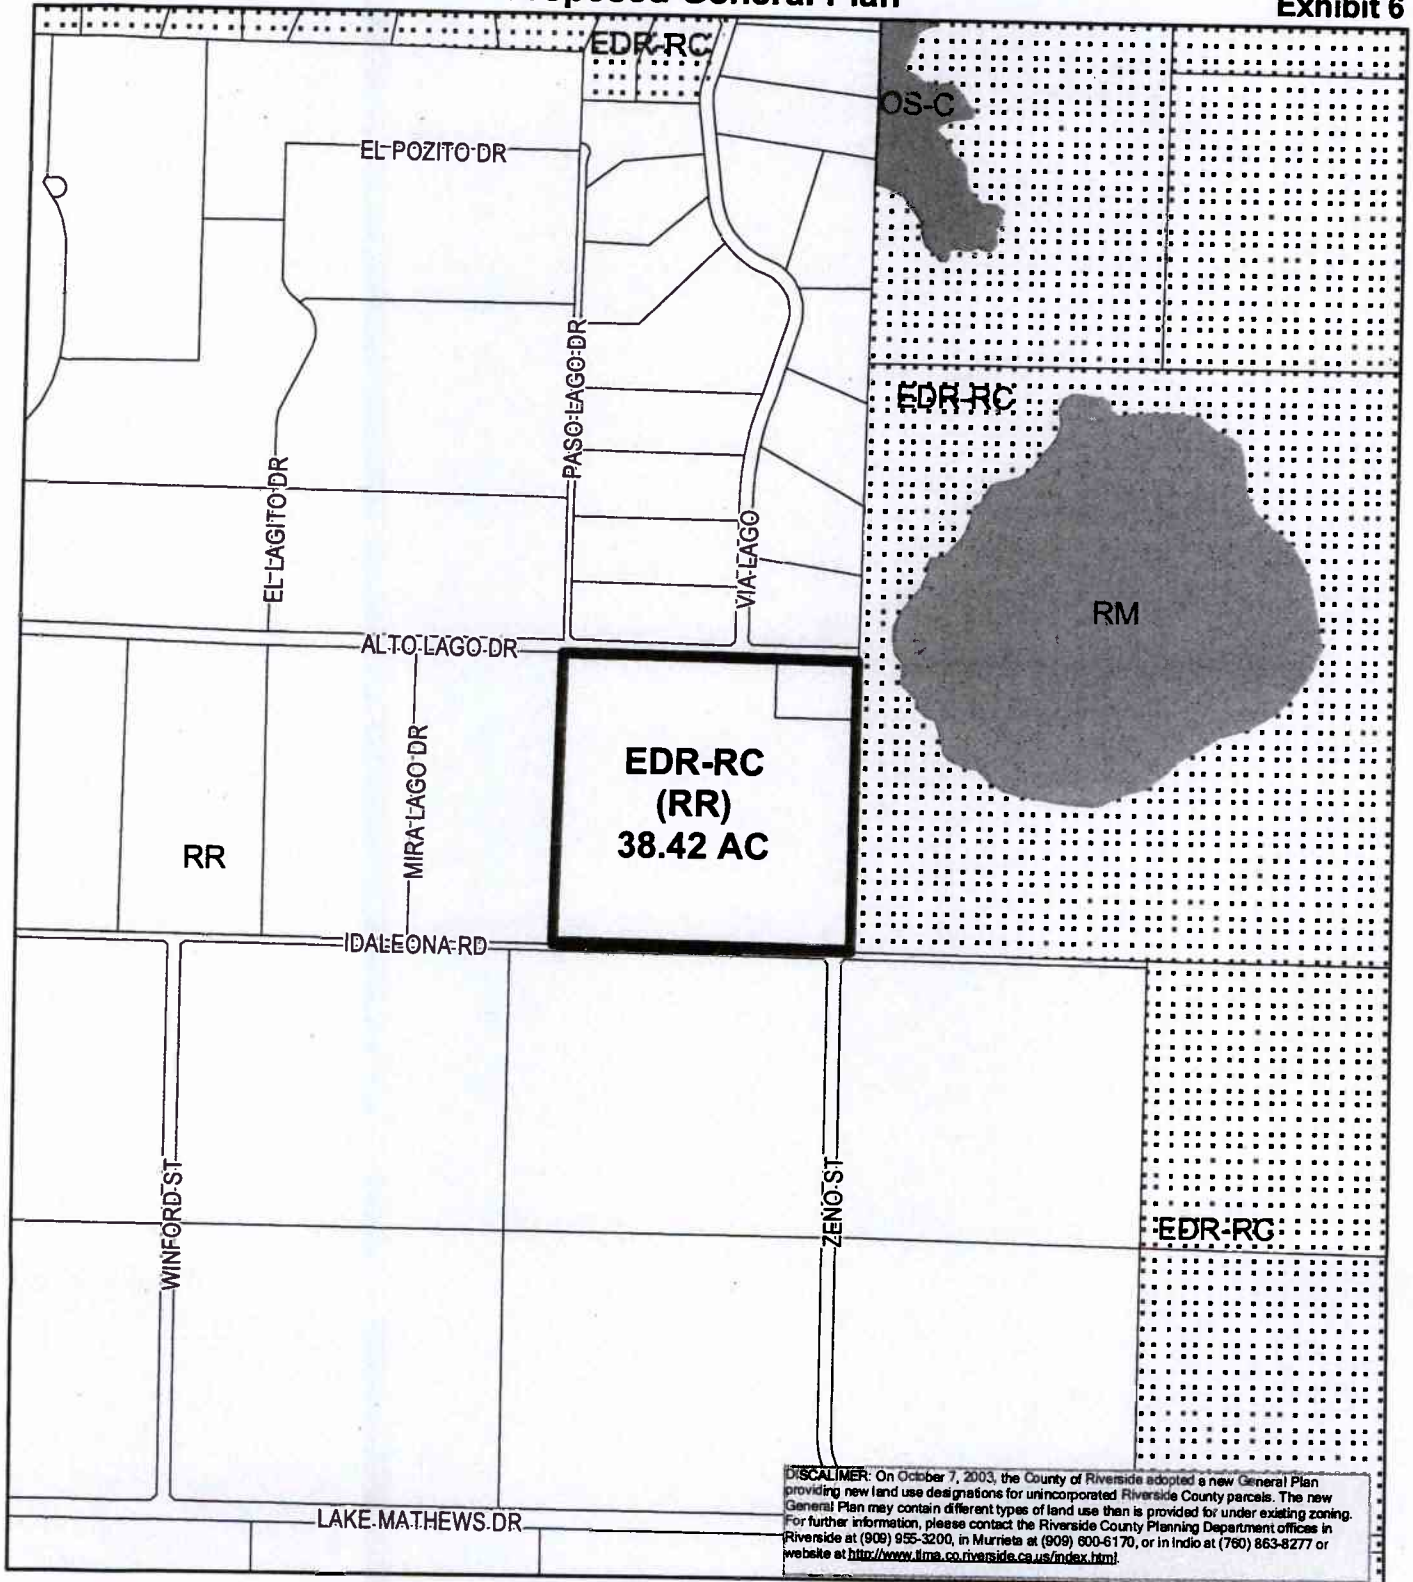 Exhibit 6
EDR-RC
OS-C
EL POZITO DR
PASO LAGO DR
EDR-RC
EL LAGITO DR
VIA LAGO
RM
ALTO LAGO DR
MIRA LAGO DR
EDR-RC
(RR)
38.42 AC
RR
IDALEONA RD
WINFORD ST
ZENO ST
EDR-RC
LAKE MATHEWS DR
DISCALIMER: On October 7, 2003, the County of Riverside adopted a new General Plan
providing new land use designations for unincorporated Riverside County parcels. The new
General Plan may contain different types of land use than is provided for under existing zoning.
For further information, please contact the Riverside County Planning Department offices in
Riverside at (909) 955-3200, in Murrieta at (909) 600-6170, or in Indio at (760) 863-8277 or
website at http://www.tlma.co.riverside.ca.us/index.html.